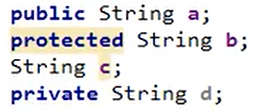 public String a;
protected String b;
String c;
private String d;